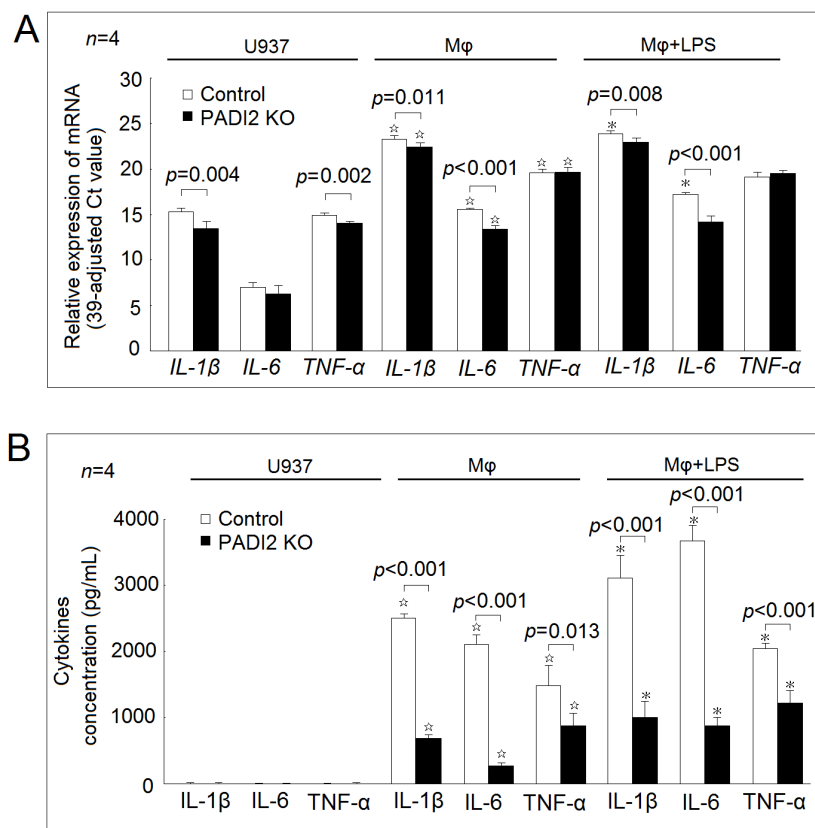 A
n=4
U937
Mφ
Mφ+LPS
Relative expression of mRNA
(39-adjusted Ct value)
30
25
20
15
10
5
0
Control
PADI2 KO
p=0.004
p=0.002
p=0.011
p<0.001
p=0.008
p<0.001
☆ ☆ ☆ ☆ ☆ ☆ * *
IL-1β IL-6 TNF-α IL-1β IL-6 TNF-α IL-1β IL-6 TNF-α
B
n=4
U937
Mφ
Mφ+LPS
Cytokines
concentration (pg/mL)
4000
3000
2000
1000
0
Control
PADI2 KO
p<0.001
p<0.001
p=0.013
p<0.001
p<0.001
p<0.001
☆ ☆ ☆ ☆ ☆ ☆ * * * * * *
IL-1β IL-6 TNF-α IL-1β IL-6 TNF-α IL-1β IL-6 TNF-α